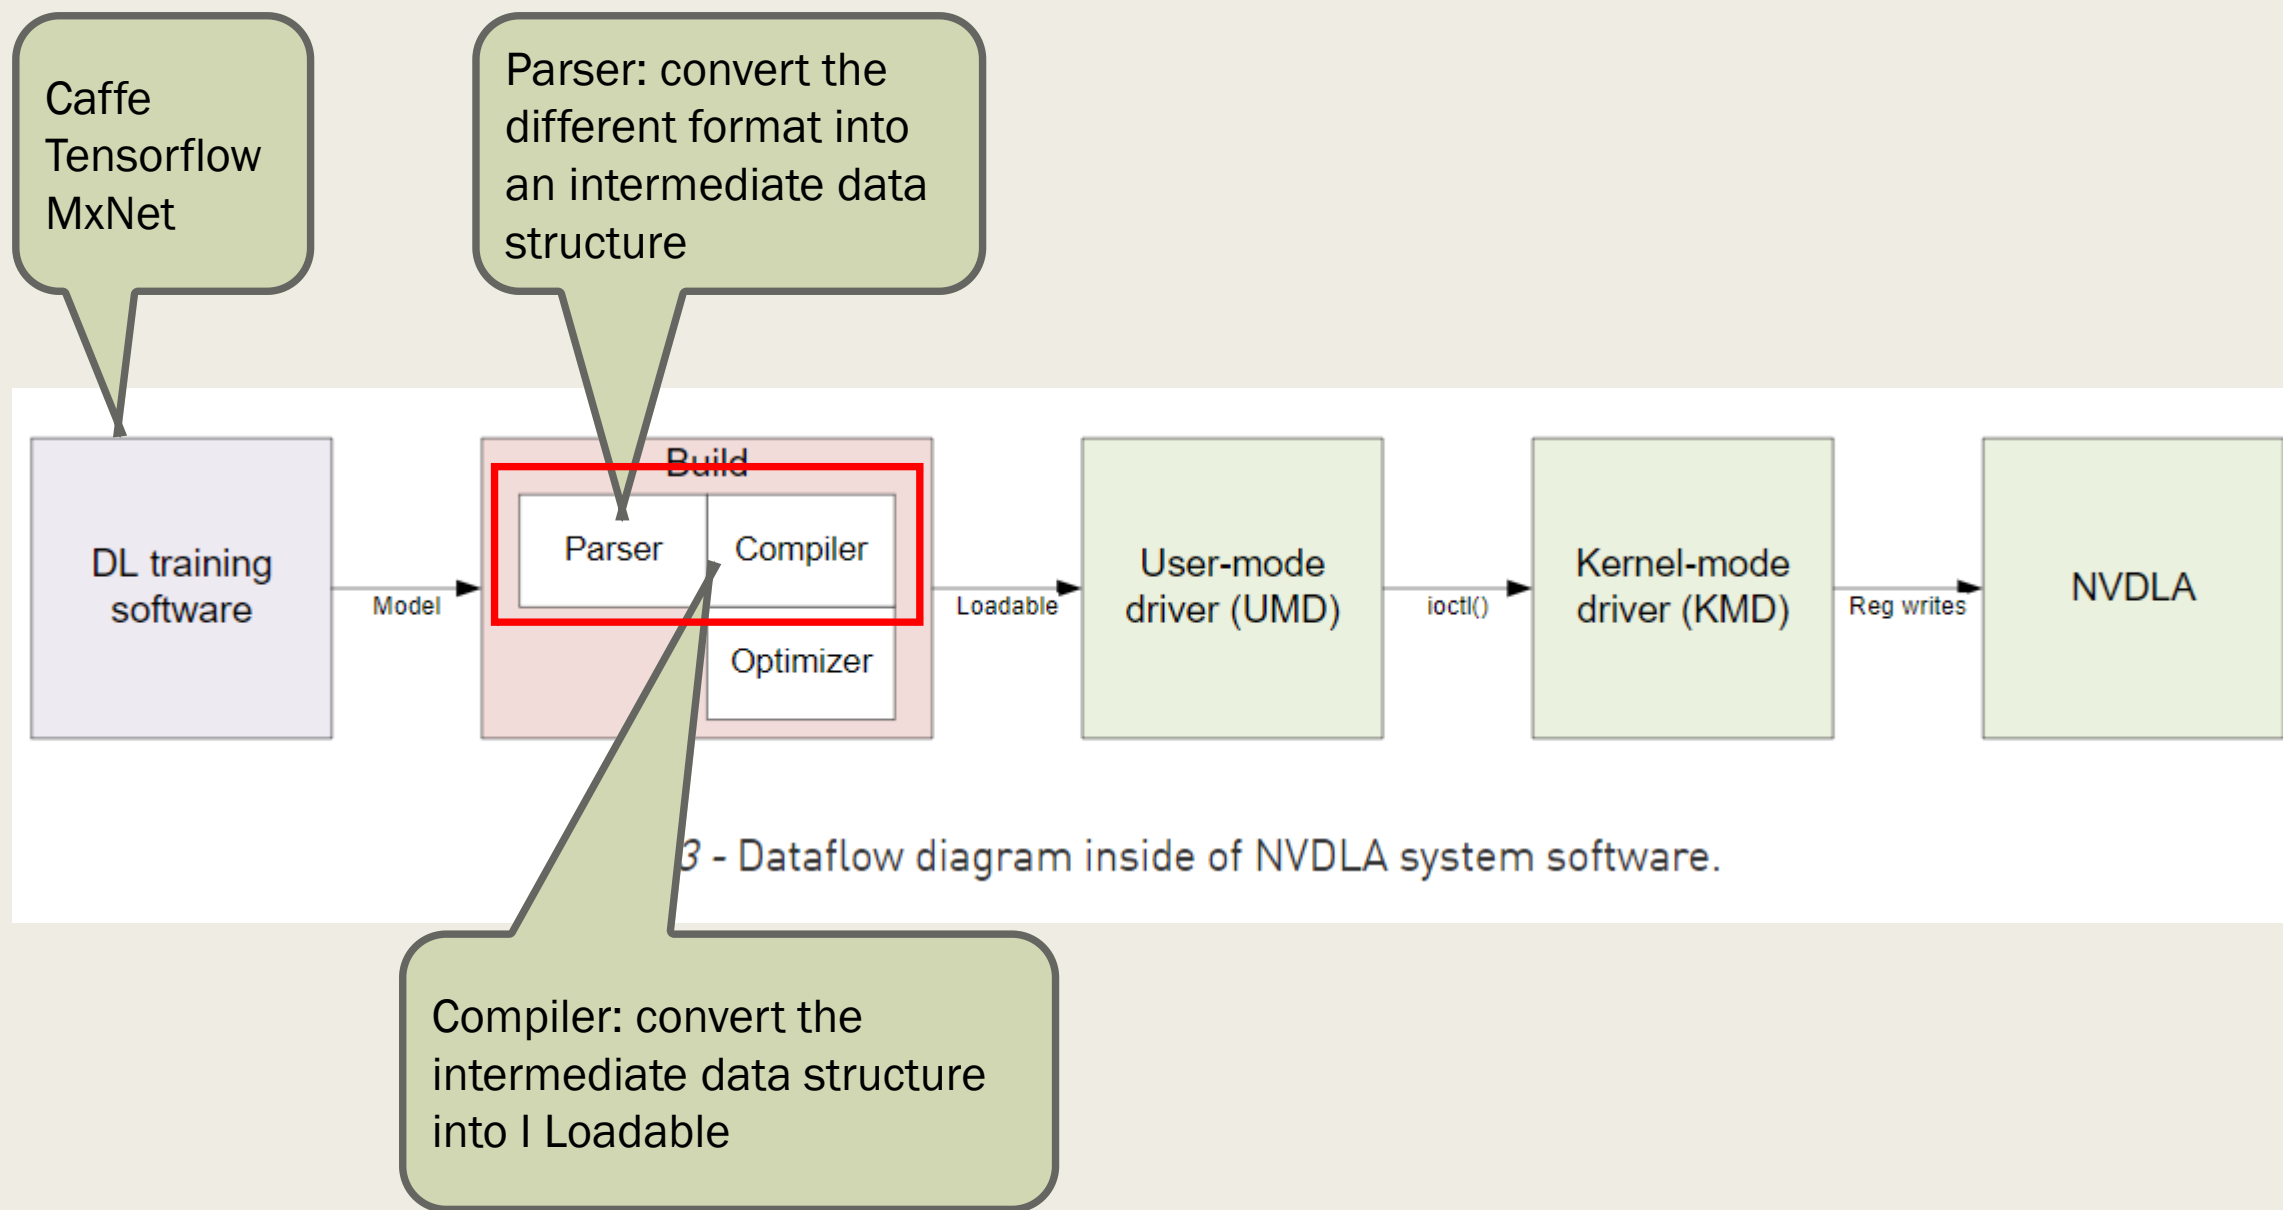 Caffe
Tensorflow
MxNet
Parser: convert the
different format into
an intermediate data
structure
DL training
software
Model
Build
Parser
Compiler
Optimizer
Loadable
User-mode
driver (UMD)
ioctl()
Kernel-mode
driver (KMD)
Reg writes
NVDLA
3 - Dataflow diagram inside of NVDLA system software.
Compiler: convert the
intermediate data structure
into I Loadable